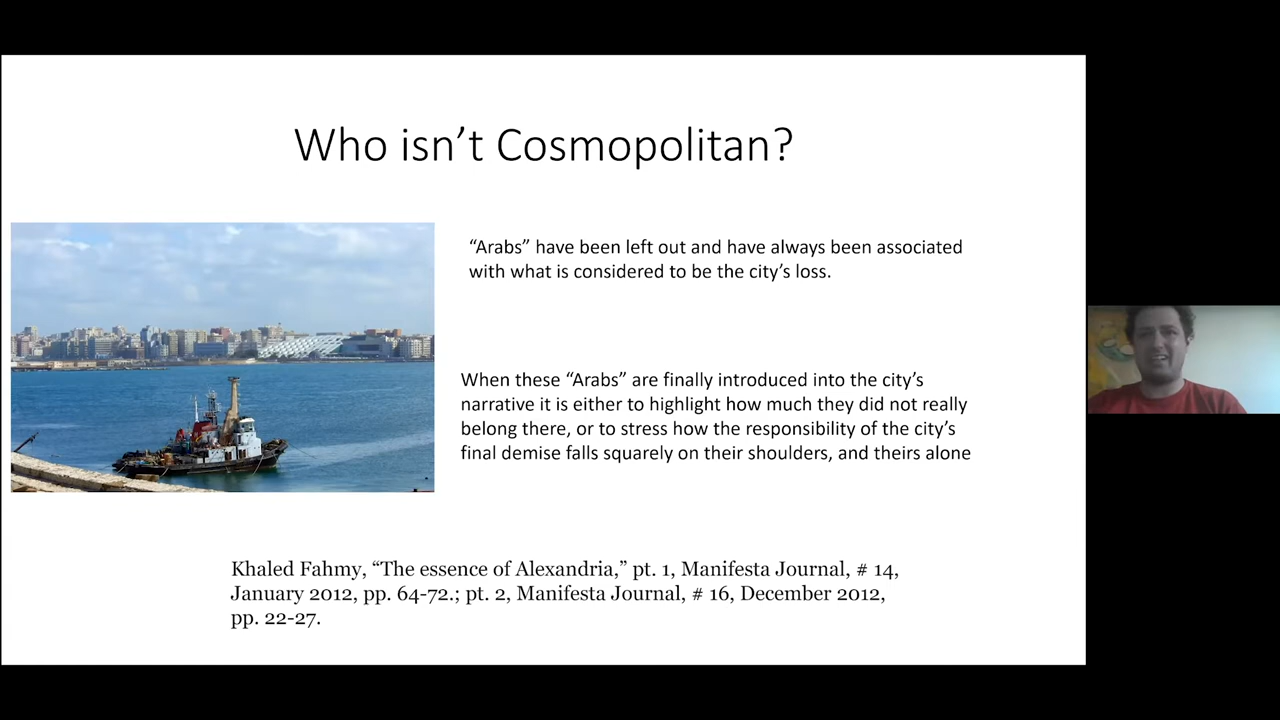 Who isn’t Cosmopolitan?
“Arabs” have been left out and have always been associated
with what is considered to be the city’s loss.
When these “Arabs” are finally introduced into the city’s
narrative it is either to highlight how much they did not really
belong there, or to stress how the responsibility of the city’s
final demise falls squarely on their shoulders, and theirs alone
Khaled Fahmy, “The essence of Alexandria,” pt. 1, Manifesta Journal, # 14,
January 2012, pp. 64-72.; pt. 2, Manifesta Journal, # 16, December 2012,
pp. 22-27.